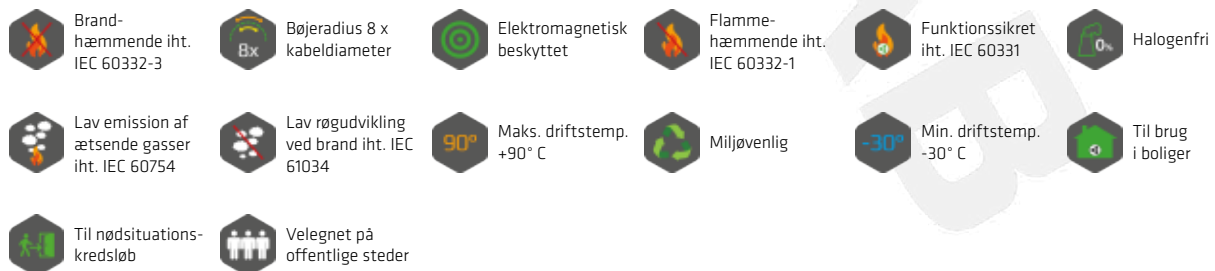 Brand-
hæmmende iht.
IEC 60332-3
8x
Bøjeradius 8 x
kabeldiameter
Elektromagnetisk
beskyttet
Flamme-
hæmmende iht.
IEC 60332-1
Funktionssikret
iht. IEC 60331
0%
Halogenfri
Lav emission af
ætsende gasser
iht. IEC 60754
Lav røgudvikling
ved brand iht. IEC
61034
90°
Maks. driftstemp.
+90° C
Miljøvenlig
-30°
Min. driftstemp.
-30° C
Til brug
i boliger
Til nødsituations-
kredsløb
Velegnet på
offentlige steder